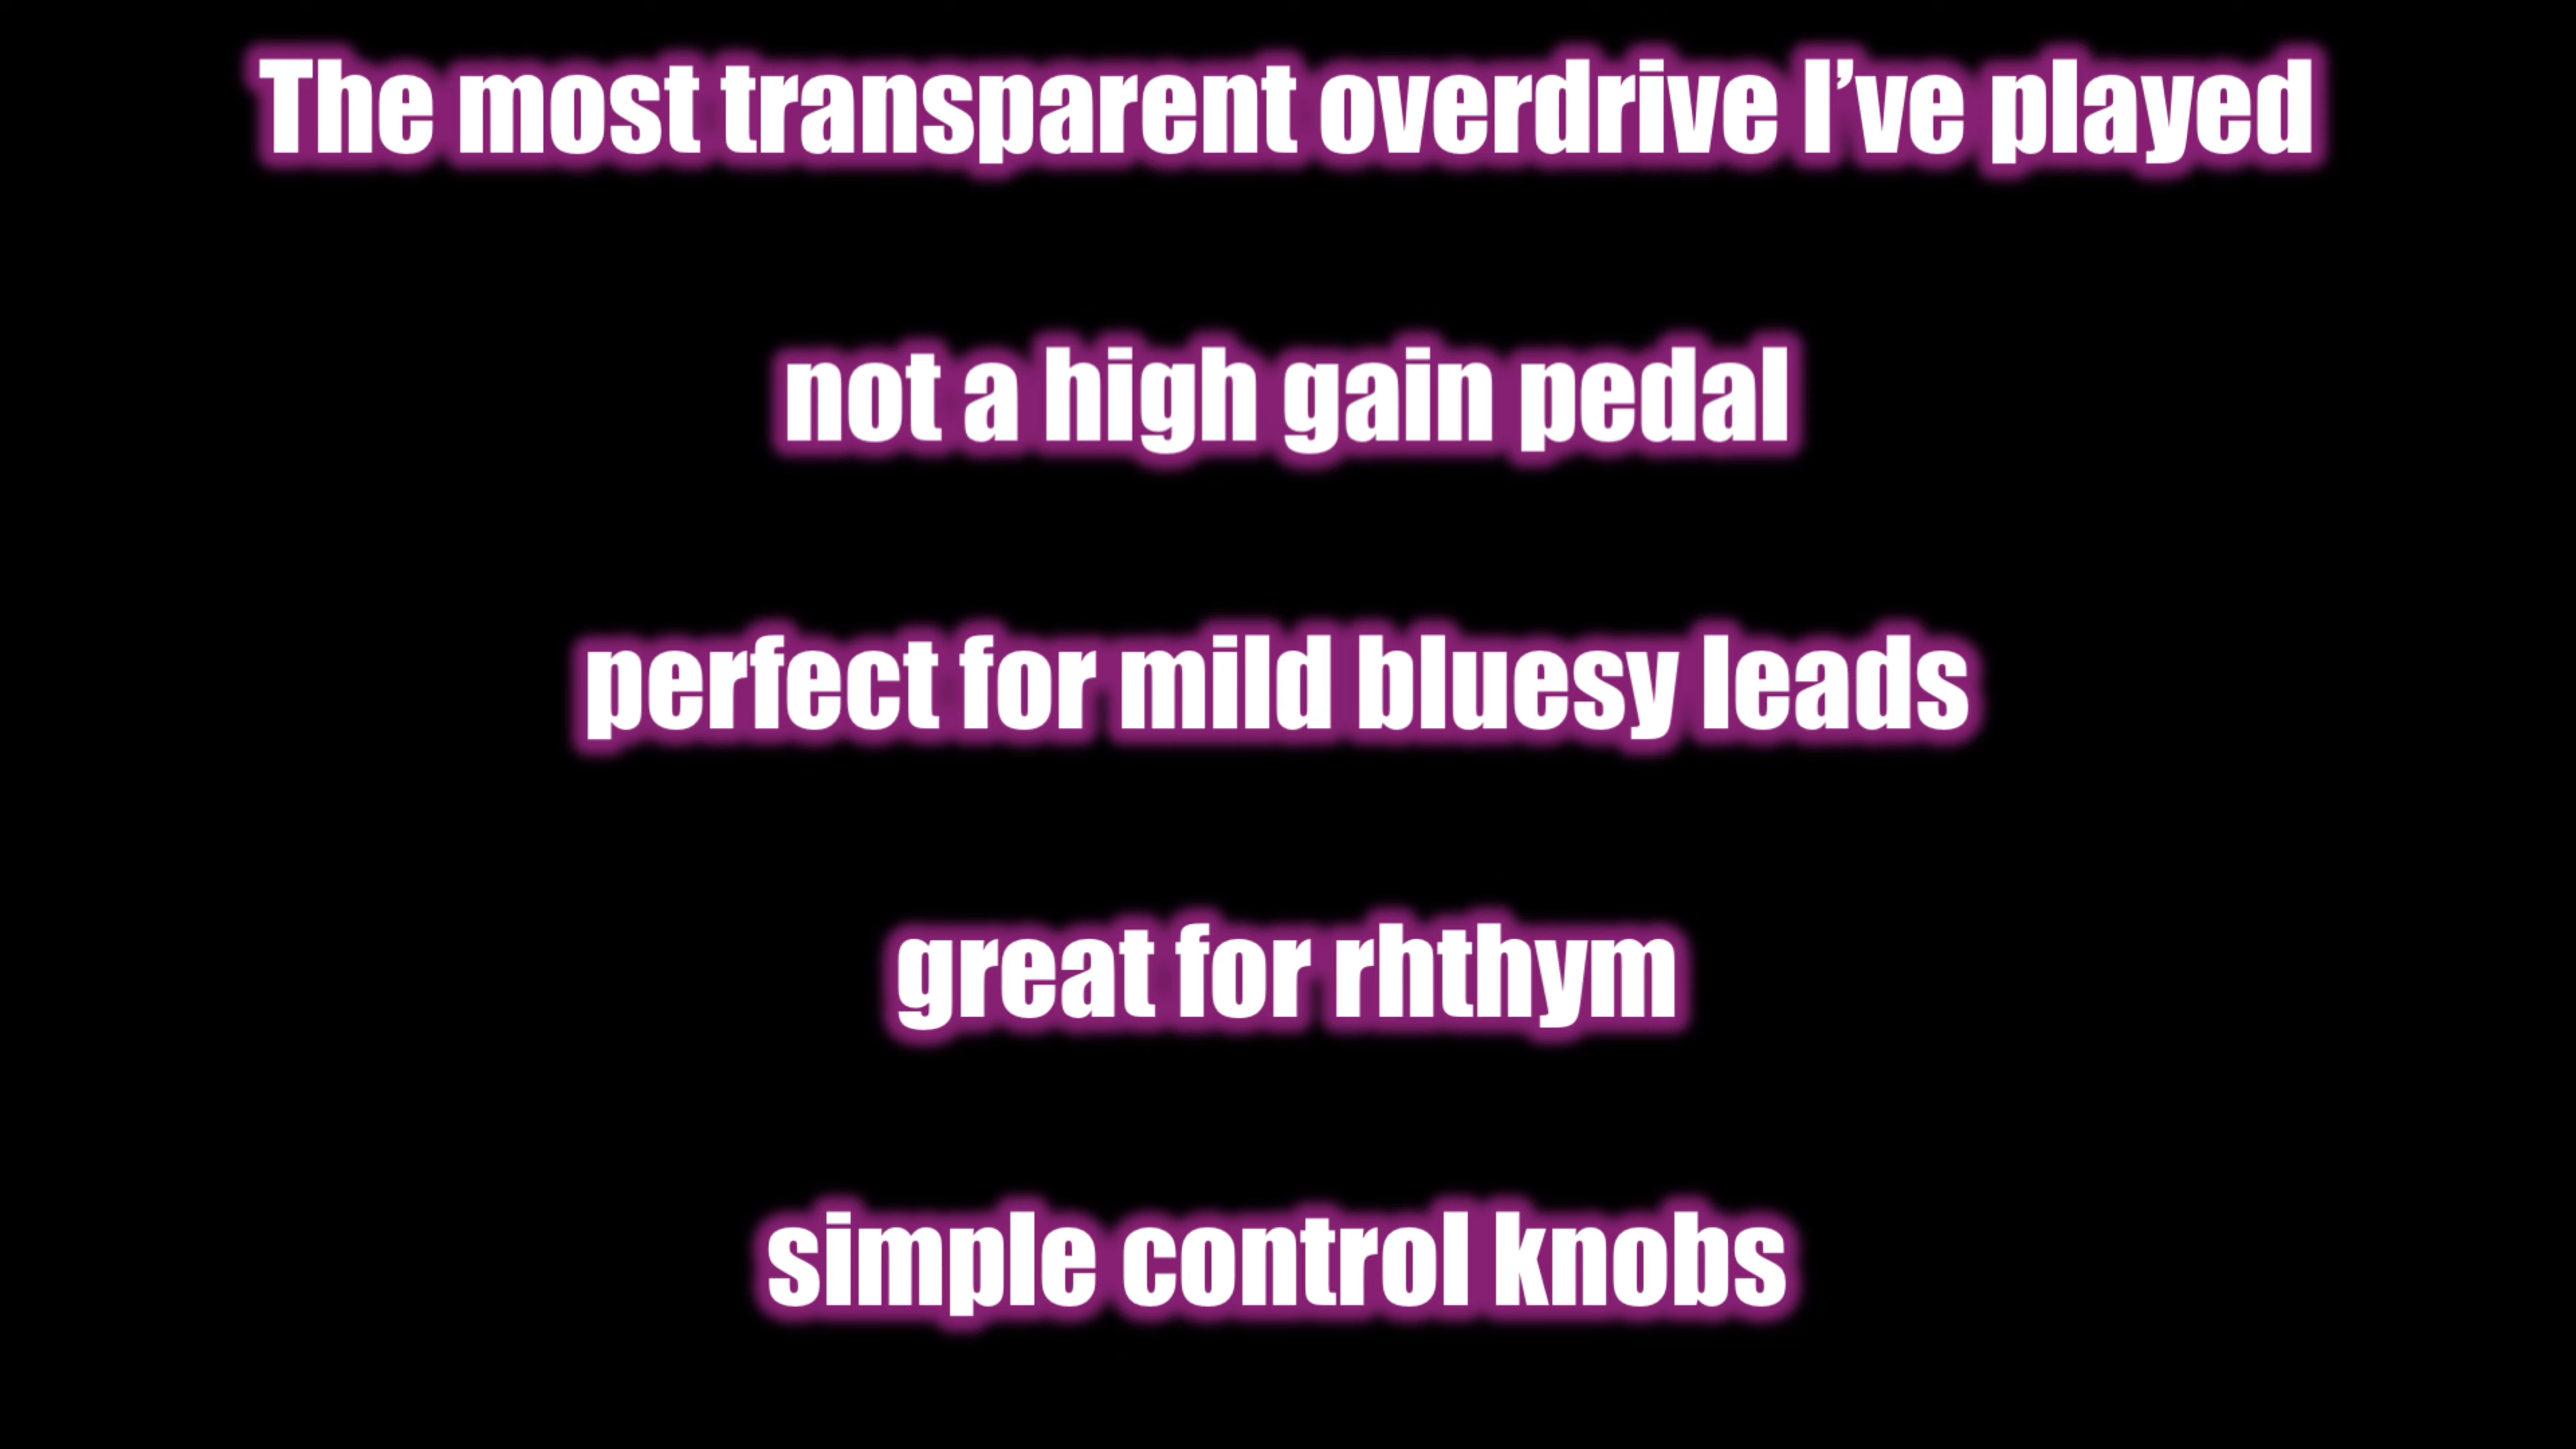 The most transparent overdrive I’ve played
not a high gain pedal
perfect for mild bluesy leads
great for rhthym
simple control knobs